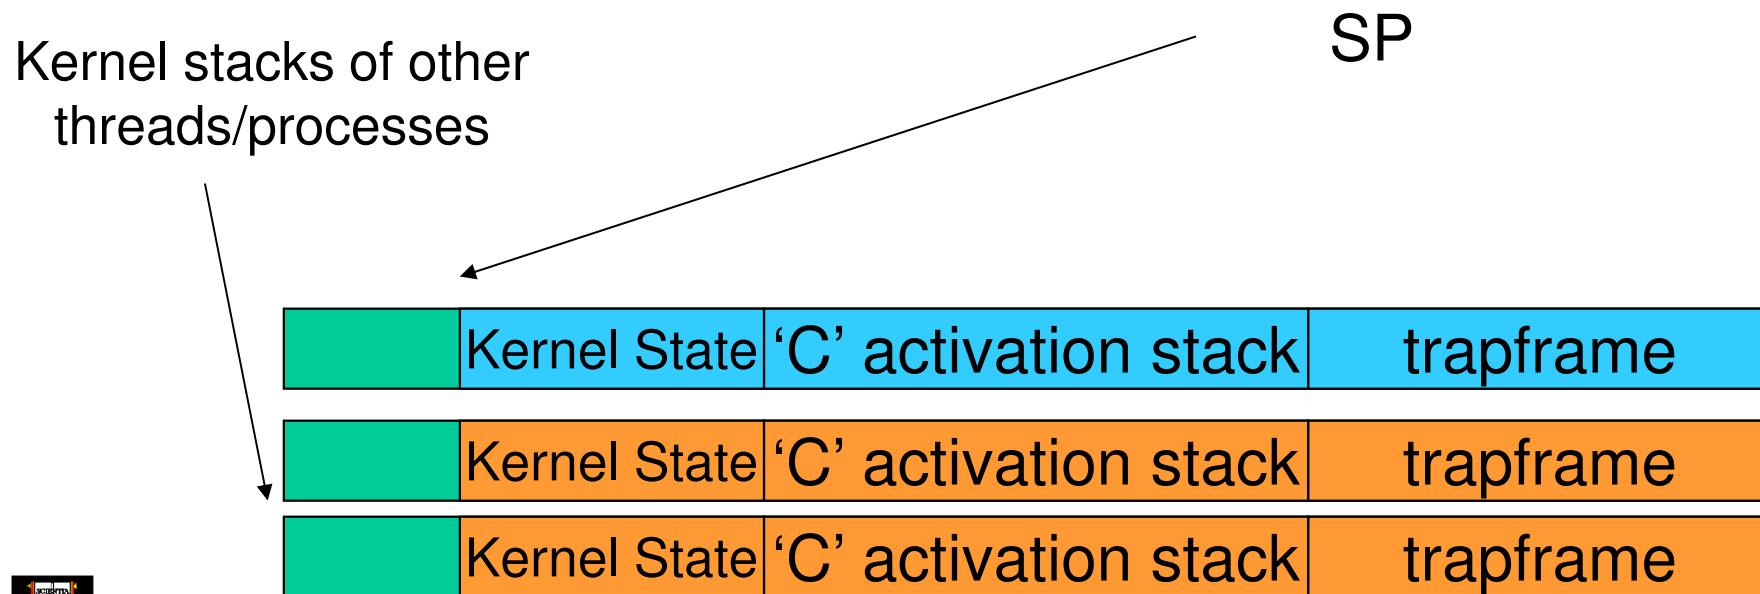 SP
Kernel stacks of other
threads/processes
Kernel State ‘C’ activation stack trapframe
Kernel State ‘C’ activation stack trapframe
Kernel State ‘C’ activation stack trapframe
SCIENTIA